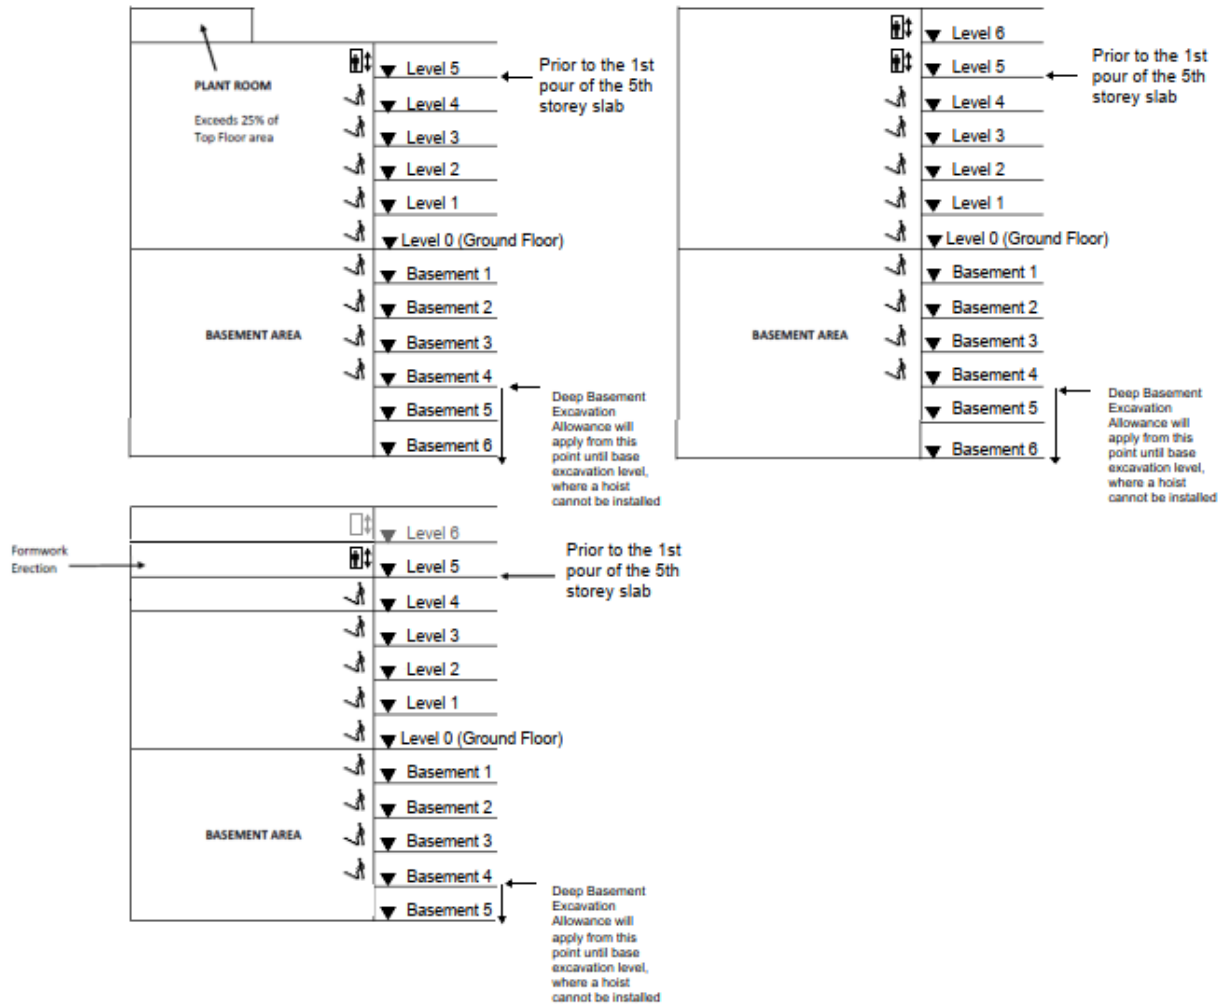 PLANT ROOM
Exceeds 25% of
Top Floor area
Level 5
Level 4
Level 3
Level 2
Level 1
Level 0 (Ground Floor)
Prior to the 1st
pour of the 5th
storey slab
BASEMENT AREA
Basement 1
Basement 2
Basement 3
Basement 4
Basement 5
Basement 6
Deep Basement
Excavation
Allowance will
apply from this
point until base
excavation level,
where a hoist
cannot be installed
Level 6
Level 5
Level 4
Level 3
Level 2
Level 1
Level 0 (Ground Floor)
Prior to the 1st
pour of the 5th
storey slab
BASEMENT AREA
Basement 1
Basement 2
Basement 3
Basement 4
Basement 5
Basement 6
Deep Basement
Excavation
Allowance will
apply from this
point until base
excavation level,
where a hoist
cannot be installed
Formwork
Erection
Level 6
Level 5
Level 4
Level 3
Level 2
Level 1
Level 0 (Ground Floor)
Prior to the 1st
pour of the 5th
storey slab
BASEMENT AREA
Basement 1
Basement 2
Basement 3
Basement 4
Basement 5
Deep Basement
Excavation
Allowance will
apply from this
point until base
excavation level,
where a hoist
cannot be installed